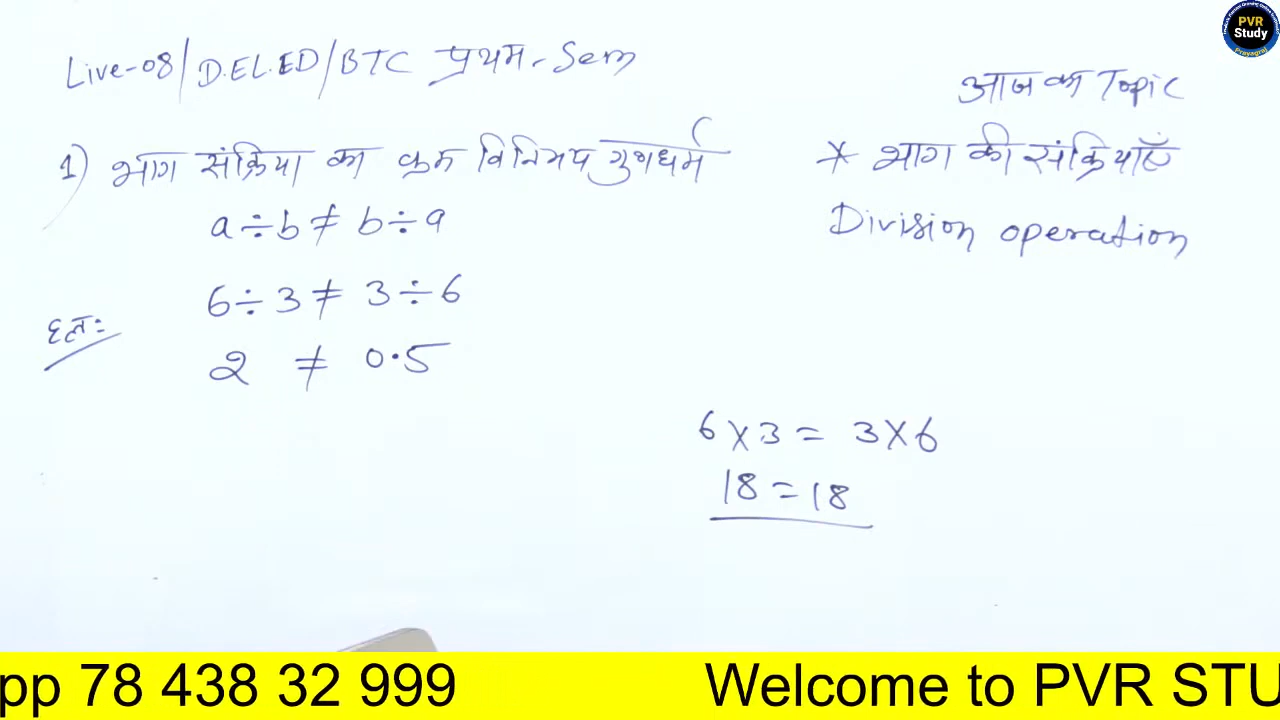 Live-08/D.EL.ED/BTC प्रथम - Sem
आज का Topic
1) भाग संक्रिया का क्रम विनिमय गुणधर्म
* भाग की संक्रियाएँ
a ÷ b ≠ b ÷ a
Division operation
6 ÷ 3 ≠ 3 ÷ 6
हल:
2 ≠ 0.5
6 × 3 = 3 × 6
18 = 18
PVR
Study
Prayagraj
pp 78 438 32 999 Welcome to PVR STU